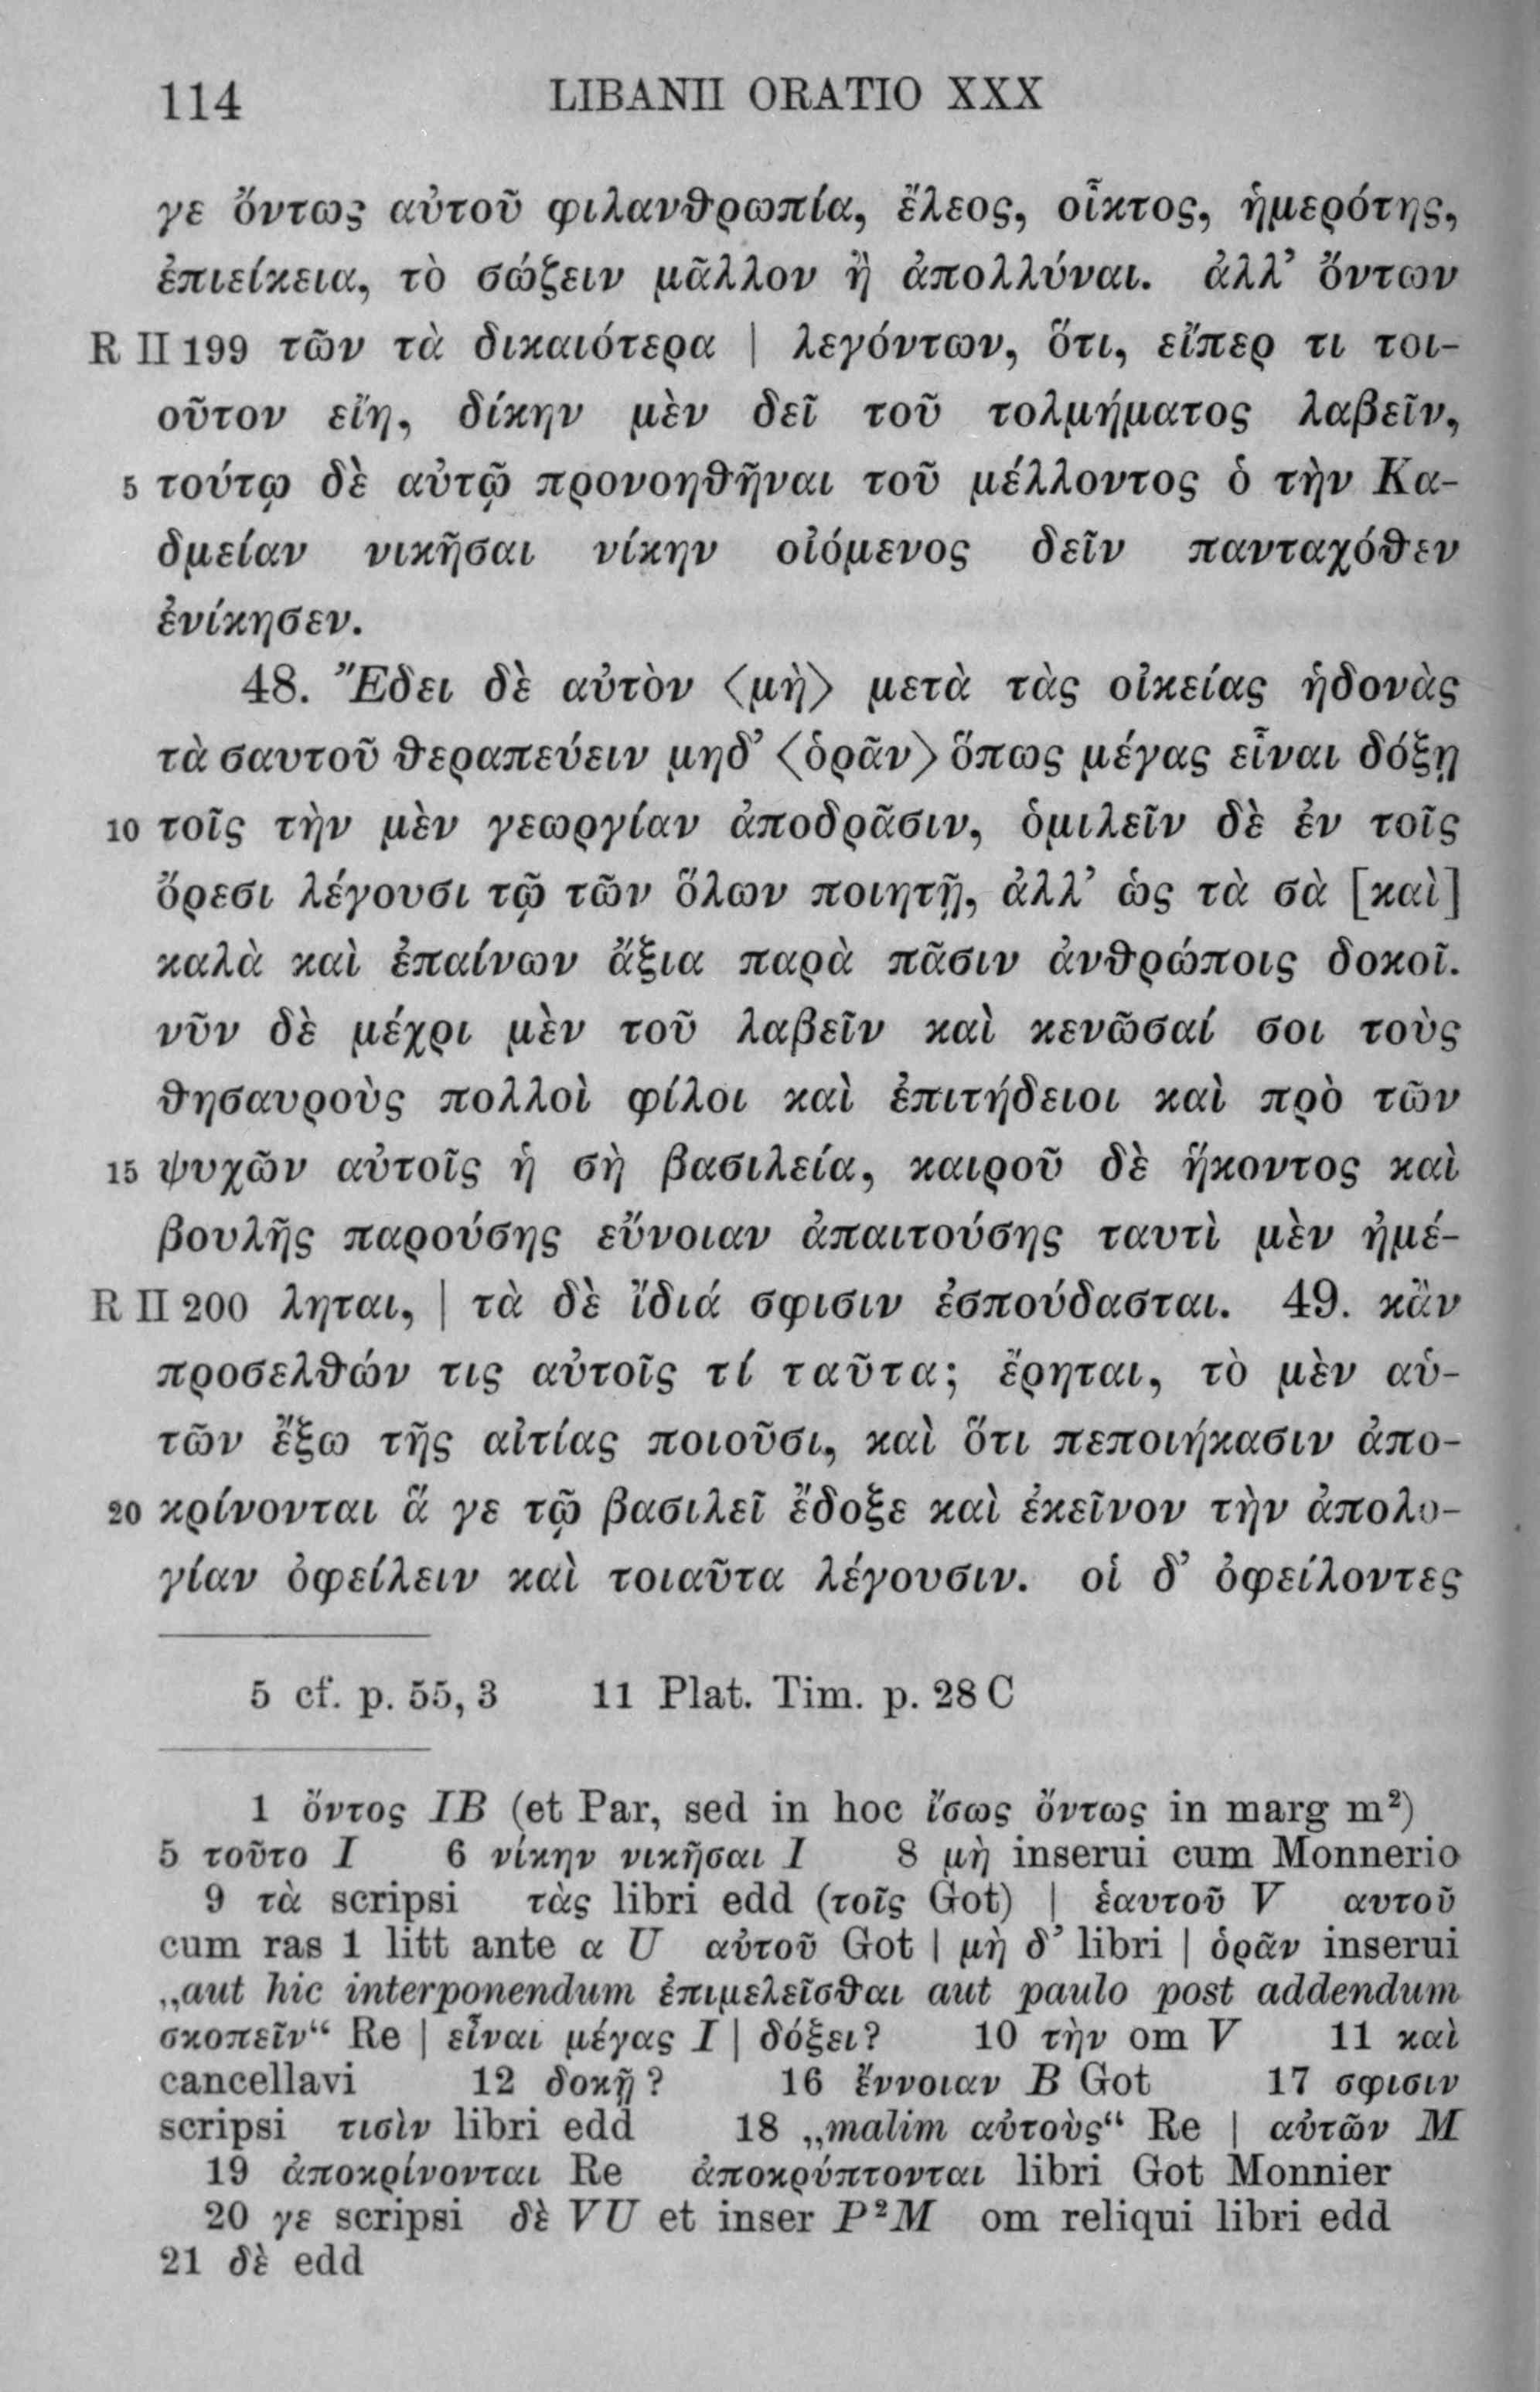 114 LIBANII ORATIO XXX
γε ὄντως αὐτοῦ φιλανθρωπία, ἔλεος, οἶκτος, ἡμερότης,
ἐπιείκεια, τὸ σώζειν μᾶλλον ἢ ἀπολλύναι. ἀλλ’ ὄντων
R II 199 τῶν τὰ δικαιότερα | λεγόντων, ὅτι, εἴπερ τι τοι-
οῦτον εἴη, δίκην μὲν δεῖ τοῦ τολμήματος λαβεῖν,
5 τούτῳ δὲ αὐτῷ προνοηθῆναι τοῦ μέλλοντος ὁ τὴν Κα-
δμείαν νικῆσαι νίκην οἰόμενος δεῖν πανταχόθεν
ἐνίκησεν.
48. Ἔδει δὲ αὐτὸν ⟨μὴ⟩ μετὰ τὰς οἰκείας ἡδονὰς
τὰ σαυτοῦ θεραπεύειν μηδ’ ⟨ὁρᾶν⟩ ὅπως μέγας εἶναι δόξῃ
10 τοῖς τὴν μὲν γεωργίαν ἀποδρᾶσιν, ὁμιλεῖν δὲ ἐν τοῖς
ὄρεσι λέγουσι τῷ τῶν ὅλων ποιητῇ, ἀλλ’ ὡς τὰ σὰ [καὶ]
καλὰ καὶ ἐπαίνων ἄξια παρὰ πᾶσιν ἀνθρώποις δοκοῖ.
νῦν δὲ μέχρι μὲν τοῦ λαβεῖν καὶ κενῶσαί σοι τοὺς
θησαυροὺς πολλοὶ φίλοι καὶ ἐπιτήδειοι καὶ πρὸ τῶν
15 ψυχῶν αὐτοῖς ἡ σὴ βασιλεία, καιροῦ δὲ ἥκοντος καὶ
βουλῆς παρούσης εὔνοιαν ἀπαιτούσης ταυτὶ μὲν ἠμέ-
R II 200 ληται, | τὰ δὲ ἴδιά σφισιν ἐσπούδασται. 49. κἂν
προσελθών τις αὐτοῖς τί ταῦτα; ἔρηται, τὸ μὲν αὑ-
τῶν ἔξω τῆς αἰτίας ποιοῦσι, καὶ ὅτι πεποιήκασιν ἀπο-
20 κρίνονται ἅ γε τῷ βασιλεῖ ἔδοξε καὶ ἐκεῖνον τὴν ἀπολο-
γίαν ὀφείλειν καὶ τοιαῦτα λέγουσιν. οἱ δ’ ὀφείλοντες
5 cf. p. 55, 3 11 Plat. Tim. p. 28 C
1 ὄντος IB (et Par, sed in hoc ἴσως ὄντως in marg m²)
5 τοῦτο I 6 νίκην νικῆσαι I 8 μὴ inserui cum Monnerio
9 τὰ scripsi τὰς libri edd (τοῖς Got) | ἑαυτοῦ V αυτοῦ
cum ras 1 litt ante α U αὐτοῦ Got | μὴ δ’ libri | ὁρᾶν inserui
„aut hic interponendum ἐπιμελεῖσθαι aut paulo post addendum
σκοπεῖν“ Re | εἶναι μέγας I | δόξει? 10 τὴν om V 11 καὶ
cancellavi 12 δοκῇ? 16 ἔννοιαν B Got 17 σφισιν
scripsi τισὶν libri edd 18 „malim αὐτοὺς“ Re | αὐτῶν M
19 ἀποκρίνονται Re ἀποκρύπτονται libri Got Monnier
20 γε scripsi δὲ VU et inser P²M om reliqui libri edd
21 δὲ edd